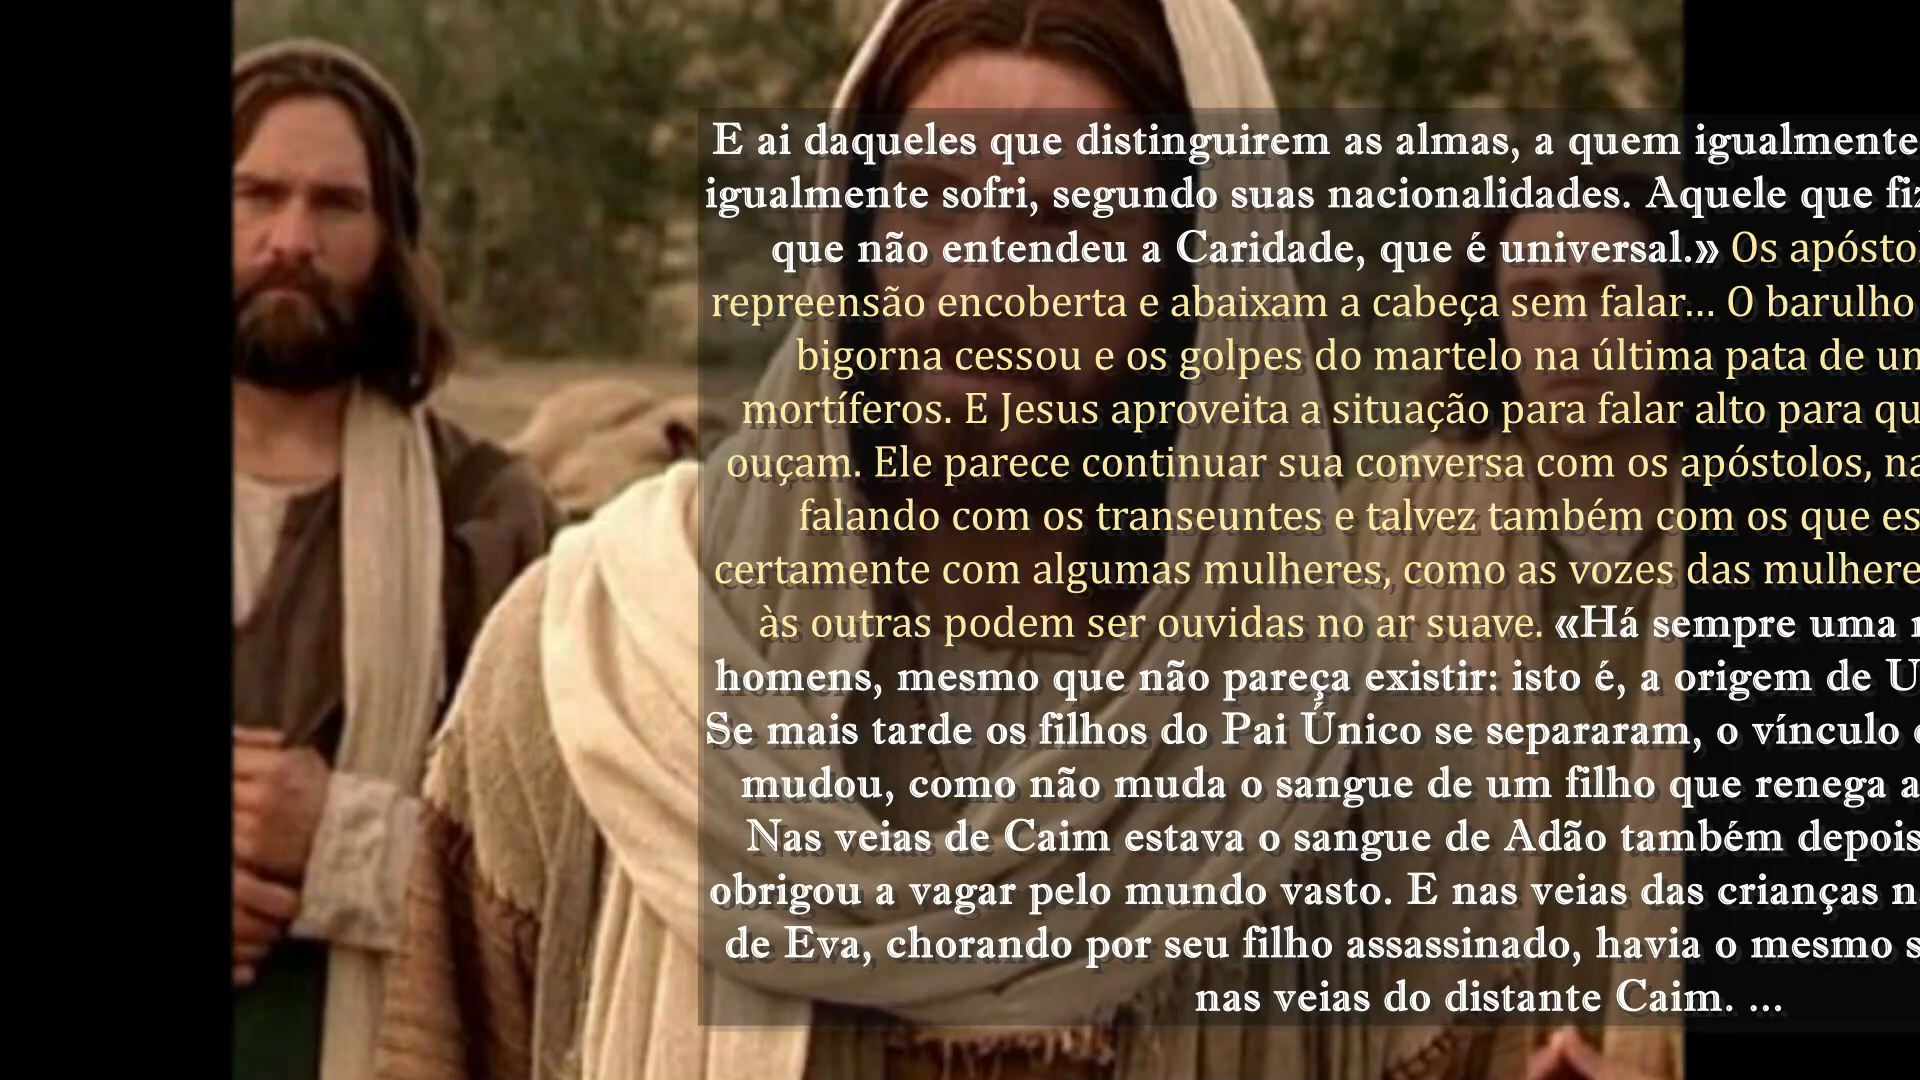 E ai daqueles que distinguirem as almas, a quem igualmente
igualmente sofri, segundo suas nacionalidades. Aquele que fiz
que não entendeu a Caridade, que é universal.» Os apósto
repreensão encoberta e abaixam a cabeça sem falar... O barulho
bigorna cessou e os golpes do martelo na última pata de
mortíferos. E Jesus aproveita a situação para falar alto para
ouçam. Ele parece continuar sua conversa com os apóstolos,
falando com os transeuntes e talvez também com os que
certamente com algumas mulheres, como as vozes das mulhere
às outras podem ser ouvidas no ar suave. «Há sempre uma
homens, mesmo que não pareça existir: isto é, a origem de
Se mais tarde os filhos do Pai Único se separaram, o vínculo
mudou, como não muda o sangue de um filho que renega
Nas veias de Caim estava o sangue de Adão também depois
obrigou a vagar pelo mundo vasto. E nas veias das crianças
de Eva, chorando por seu filho assassinado, havia o mesmo
nas veias do distante Caim. ...